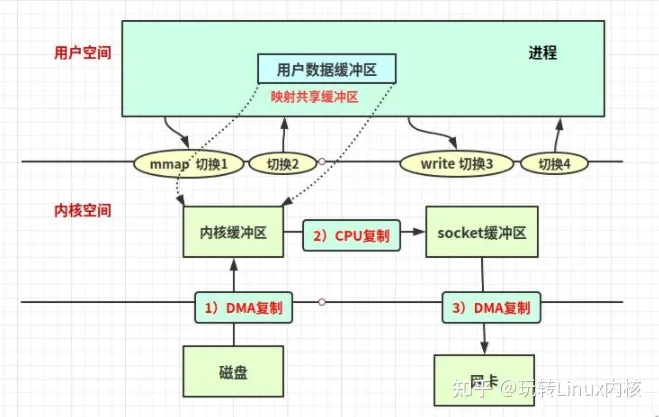 用户空间
进程
用户数据缓冲区
映射共享缓冲区
mmap 切换1
切换2
write 切换3
切换4
内核空间
内核缓冲区
2）CPU复制
socket缓冲区
1）DMA复制
3）DMA复制
磁盘
网卡
知乎 @玩转Linux内核